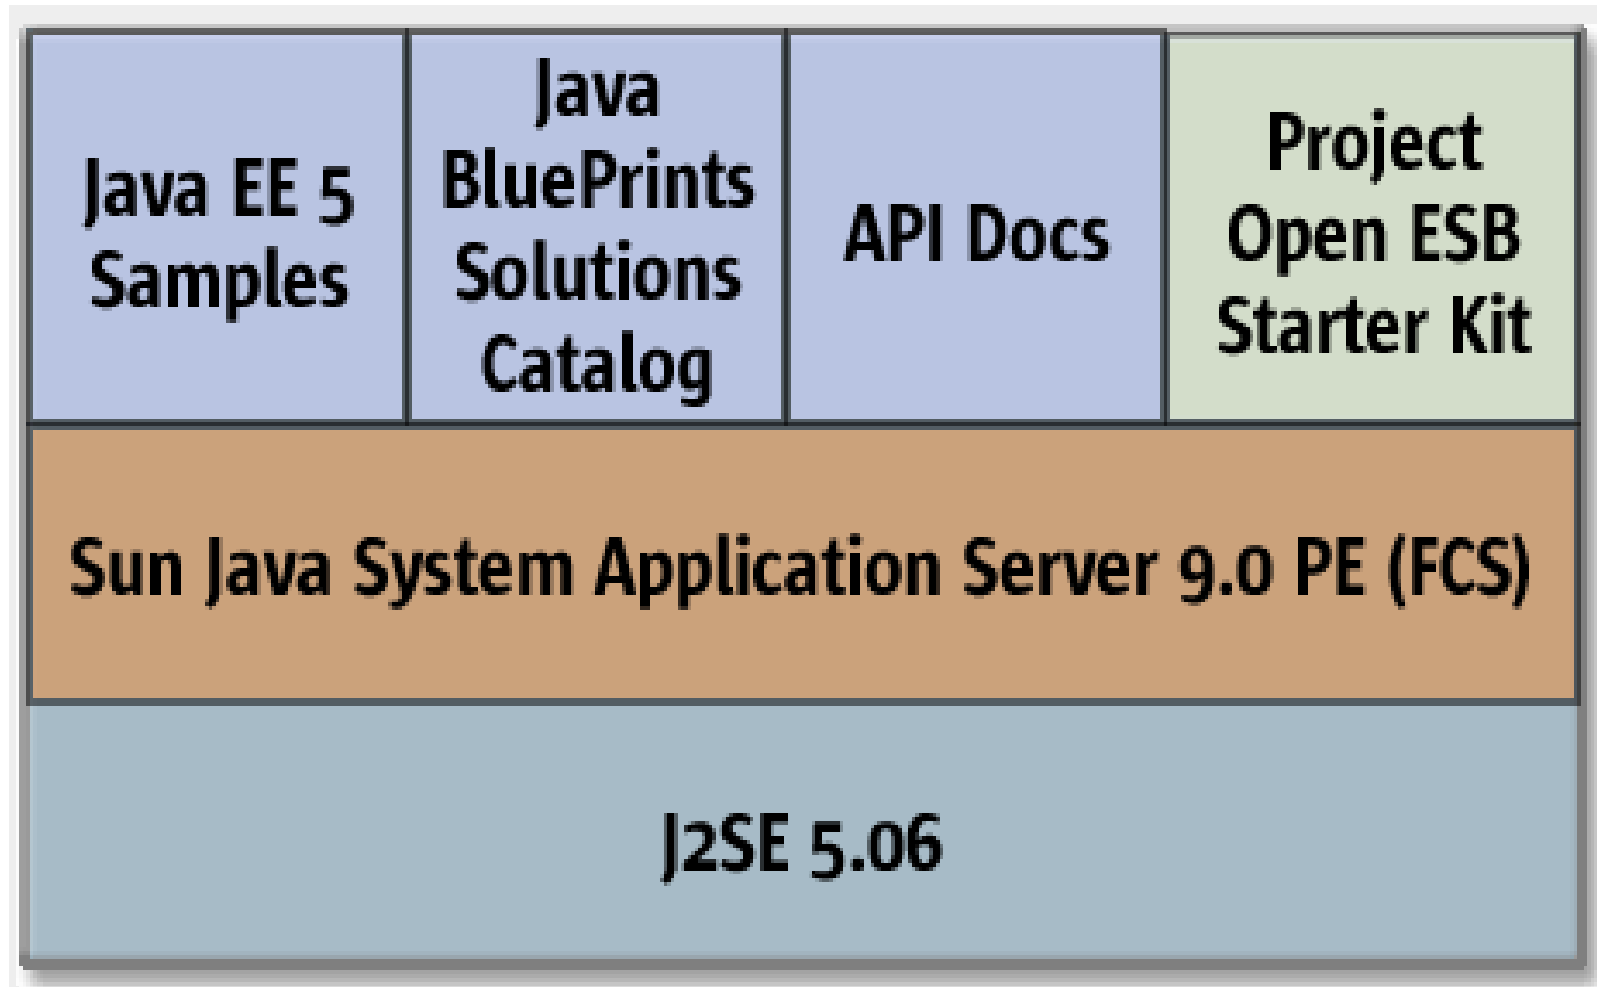 Java EE 5
Samples
Java
BluePrints
Solutions
Catalog
API Docs
Project
Open ESB
Starter Kit
Sun Java System Application Server 9.0 PE (FCS)
J2SE 5.06